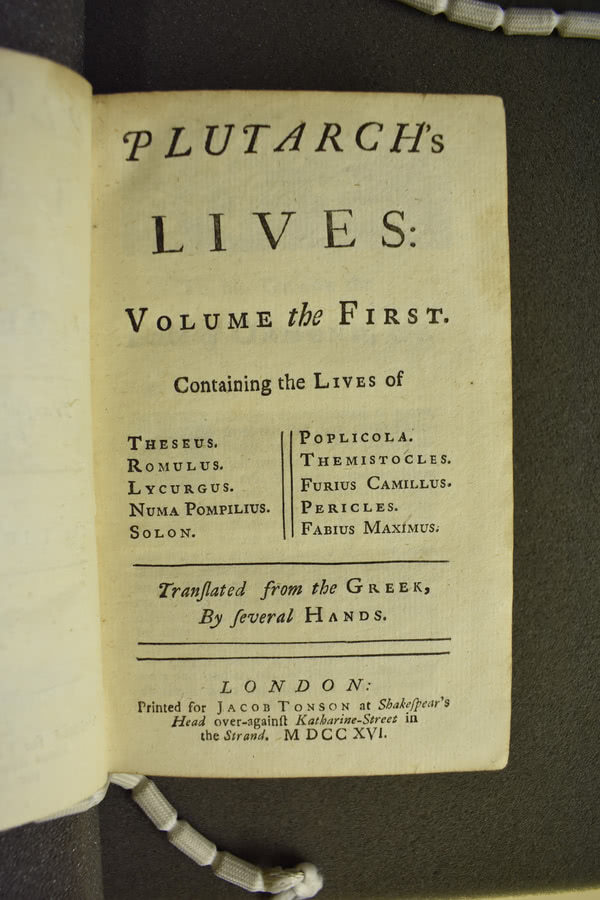 PLUTARCH's
LIVES:
VOLUME the FIRST.
Containing the LIVES of
THESEUS.
ROMULUS.
LYCURGUS.
NUMA POMPILIUS.
SOLON.
POPLICOLA.
THEMISTOCLES.
FURIUS CAMILLUS.
PERICLES.
FABIUS MAXIMUS.
Tranſlated from the GREEK,
By ſeveral HANDS.
LONDON:
Printed for JACOB TONSON at Shakeſpear's
Head over-againſt Katharine-Street in
the Strand. M DCC XVI.